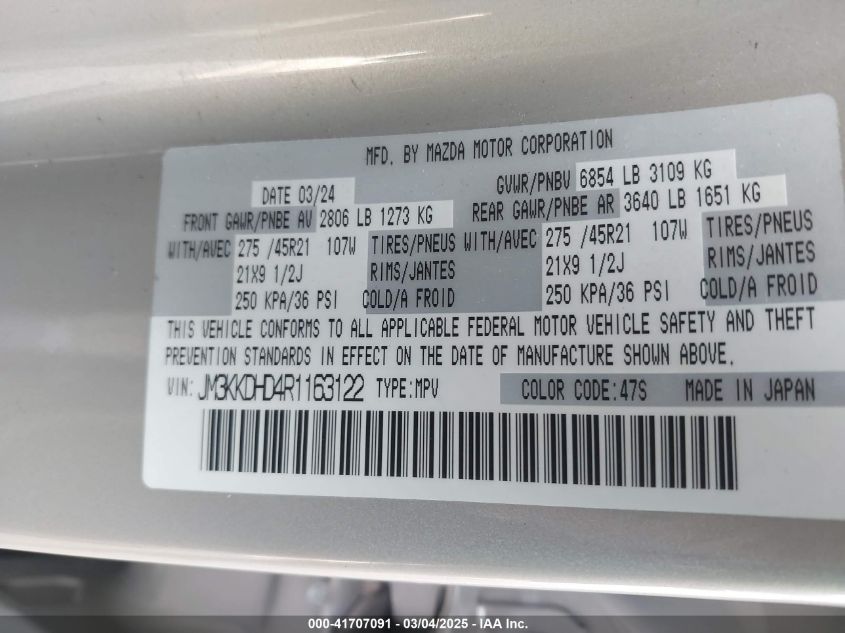 MFD. BY MAZDA MOTOR CORPORATION
DATE 03/24 GVWR/PNBV 6854 LB 3109 KG
FRONT GAWR/PNBE AV 2806 LB 1273 KG REAR GAWR/PNBE AR 3640 LB 1651 KG
WITH/AVEC 275 /45R21 107W TIRES/PNEUS WITH/AVEC 275 /45R21 107W TIRES/PNEUS
21X9 1/2J RIMS/JANTES 21X9 1/2J RIMS/JANTES
250 KPA/36 PSI COLD/A FROID 250 KPA/36 PSI COLD/A FROID
THIS VEHICLE CONFORMS TO ALL APPLICABLE FEDERAL MOTOR VEHICLE SAFETY AND THEFT
PREVENTION STANDARDS IN EFFECT ON THE DATE OF MANUFACTURE SHOWN ABOVE.
VIN: JM3KKDHD4R1163122 TYPE:MPV COLOR CODE:47S MADE IN JAPAN
000-41707091 - 03/04/2025 - IAA Inc.